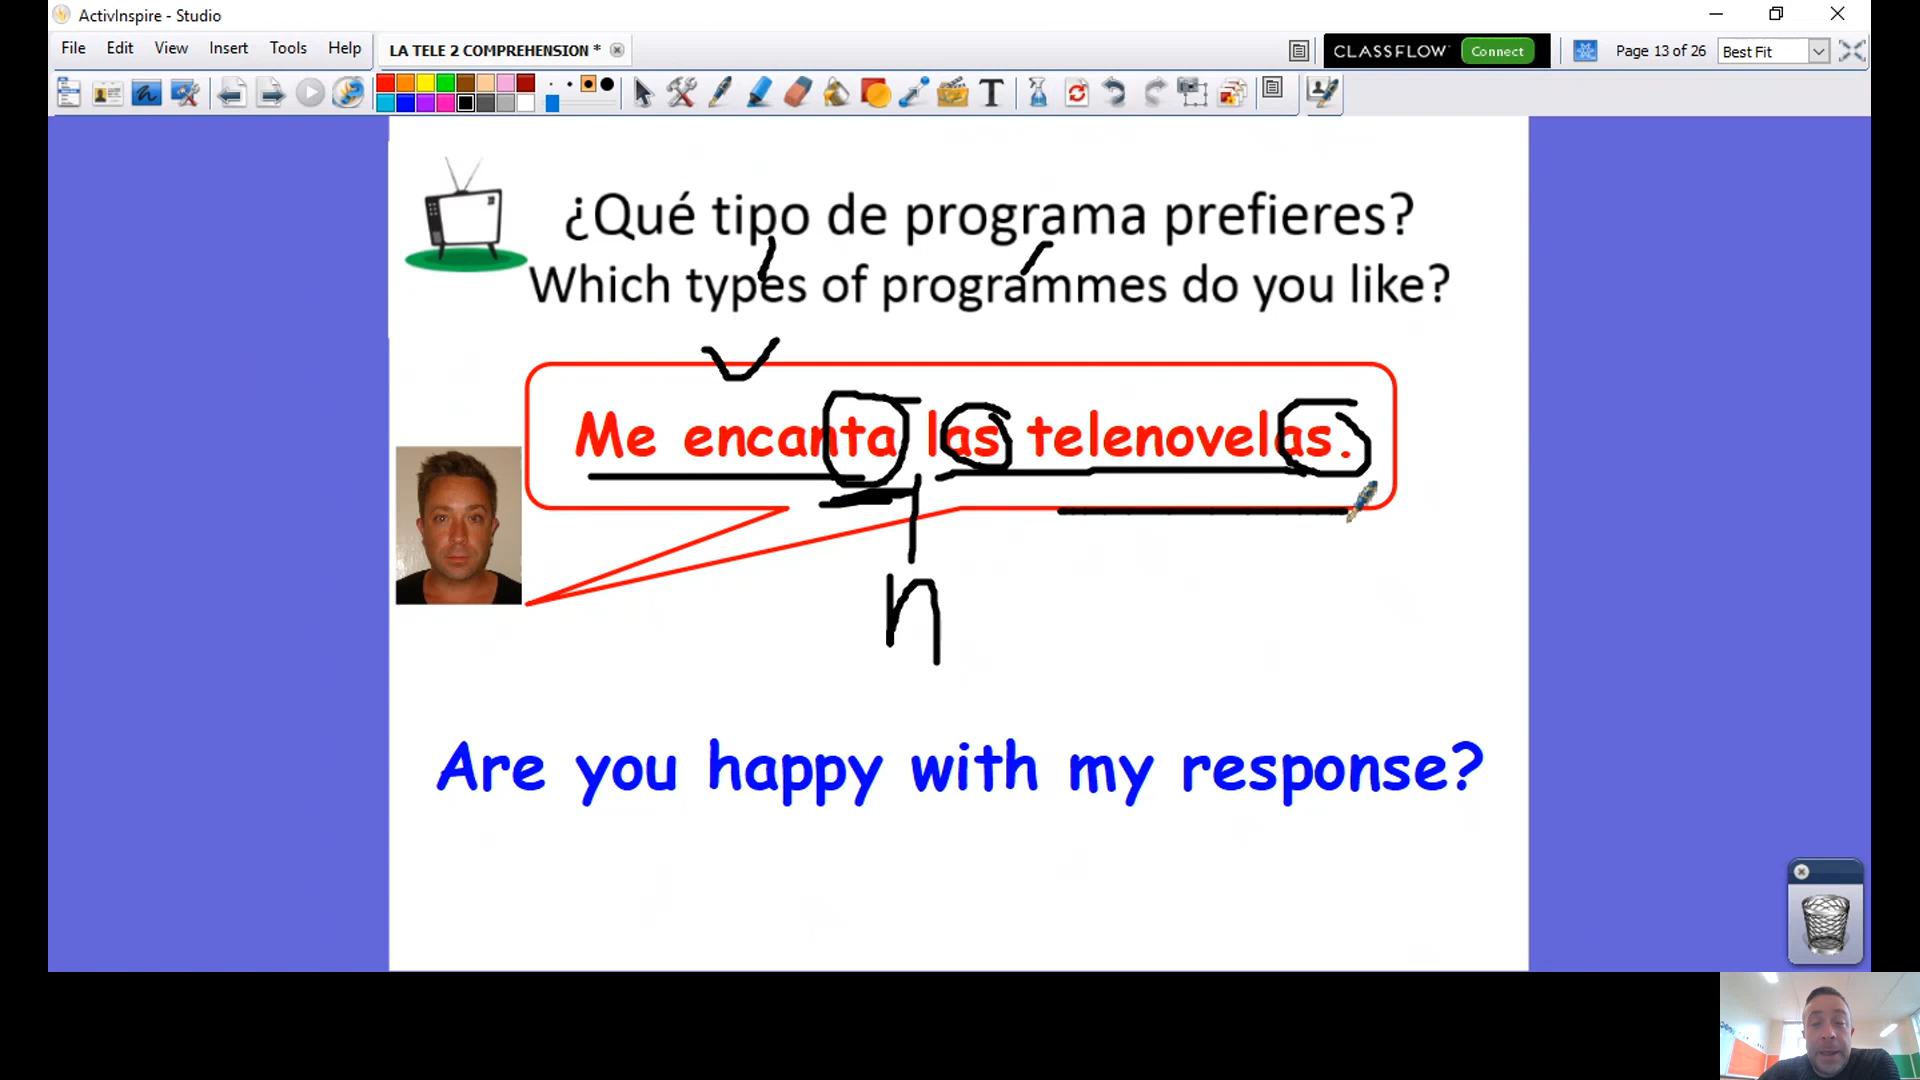 ActivInspire - Studio
File Edit View Insert Tools Help
LA TELE 2 COMPREHENSION *
CLASSFLOW Connect
Page 13 of 26
Best Fit
T
¿Qué tipo de programa prefieres?
Which types of programmes do you like?
Me encanta las telenovelas.
n
Are you happy with my response?